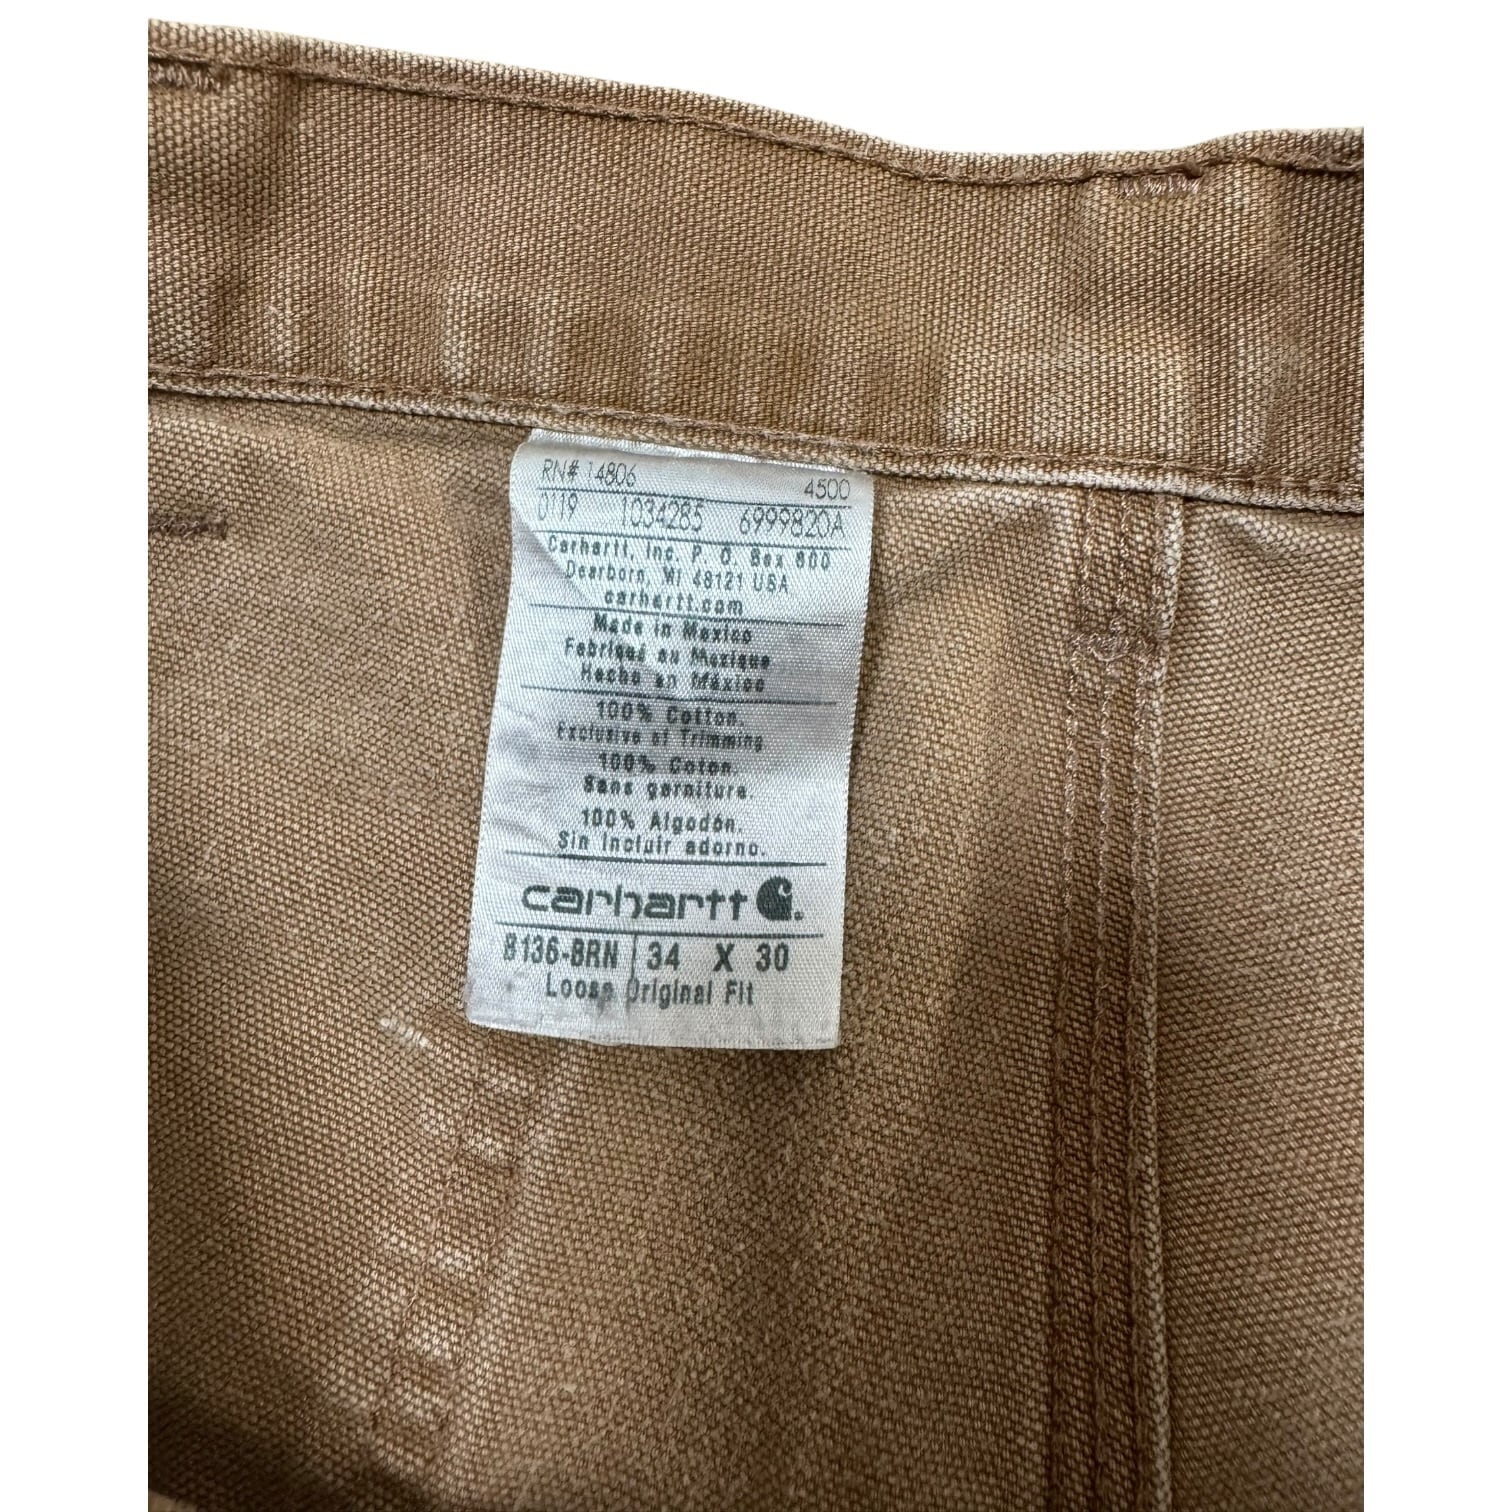 RN# 14806 4500
0119 1034285 6999820A
Carhartt, Inc. P. O. Box 600
Dearborn, MI 48121 USA
carhartt.com
Made in Mexico
Fabriqué au Mexique
Hecho en México
100% Cotton.
Exclusive of Trimming
100% Coton.
Sans garniture.
100% Algodón.
Sin incluir adorno.
carhartt
B136-BRN 34 X 30
Loose Original Fit